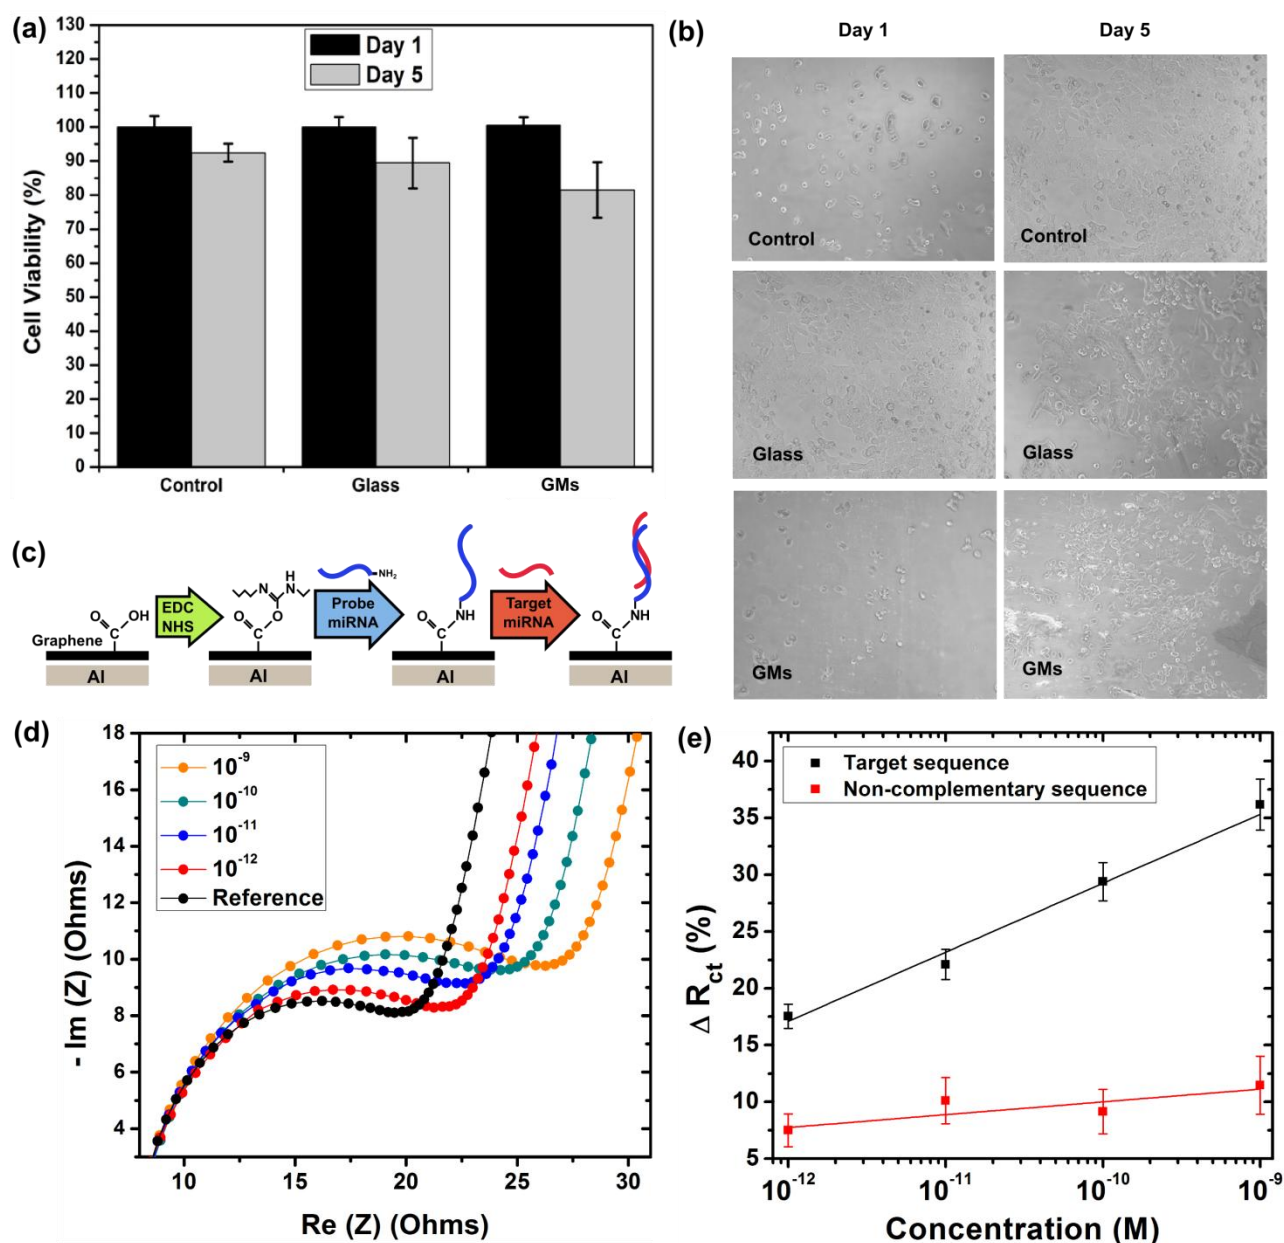 (a)
130
120
110
100
90
80
70
60
50
40
30
20
10
0
Cell Viability (%)
Day 1
Day 5
Control
Glass
GMs
(b)
Day 1
Day 5
Control
Control
Glass
Glass
GMs
GMs
(c)
O
OH
C
Graphene
Al
EDC
NHS
H
N
N
O
O
C
Al
NH₂
Probe
miRNA
O
NH
C
Al
Target
miRNA
O
NH
C
Al
(d)
18
16
14
12
10
8
6
4
- Im (Z) (Ohms)
10⁻⁹
10⁻¹⁰
10⁻¹¹
10⁻¹²
Reference
10
15
20
25
30
Re (Z) (Ohms)
(e)
40
35
30
25
20
15
10
5
Δ R_ct (%)
Target sequence
Non-complementary sequence
10⁻¹²
10⁻¹¹
10⁻¹⁰
10⁻⁹
Concentration (M)